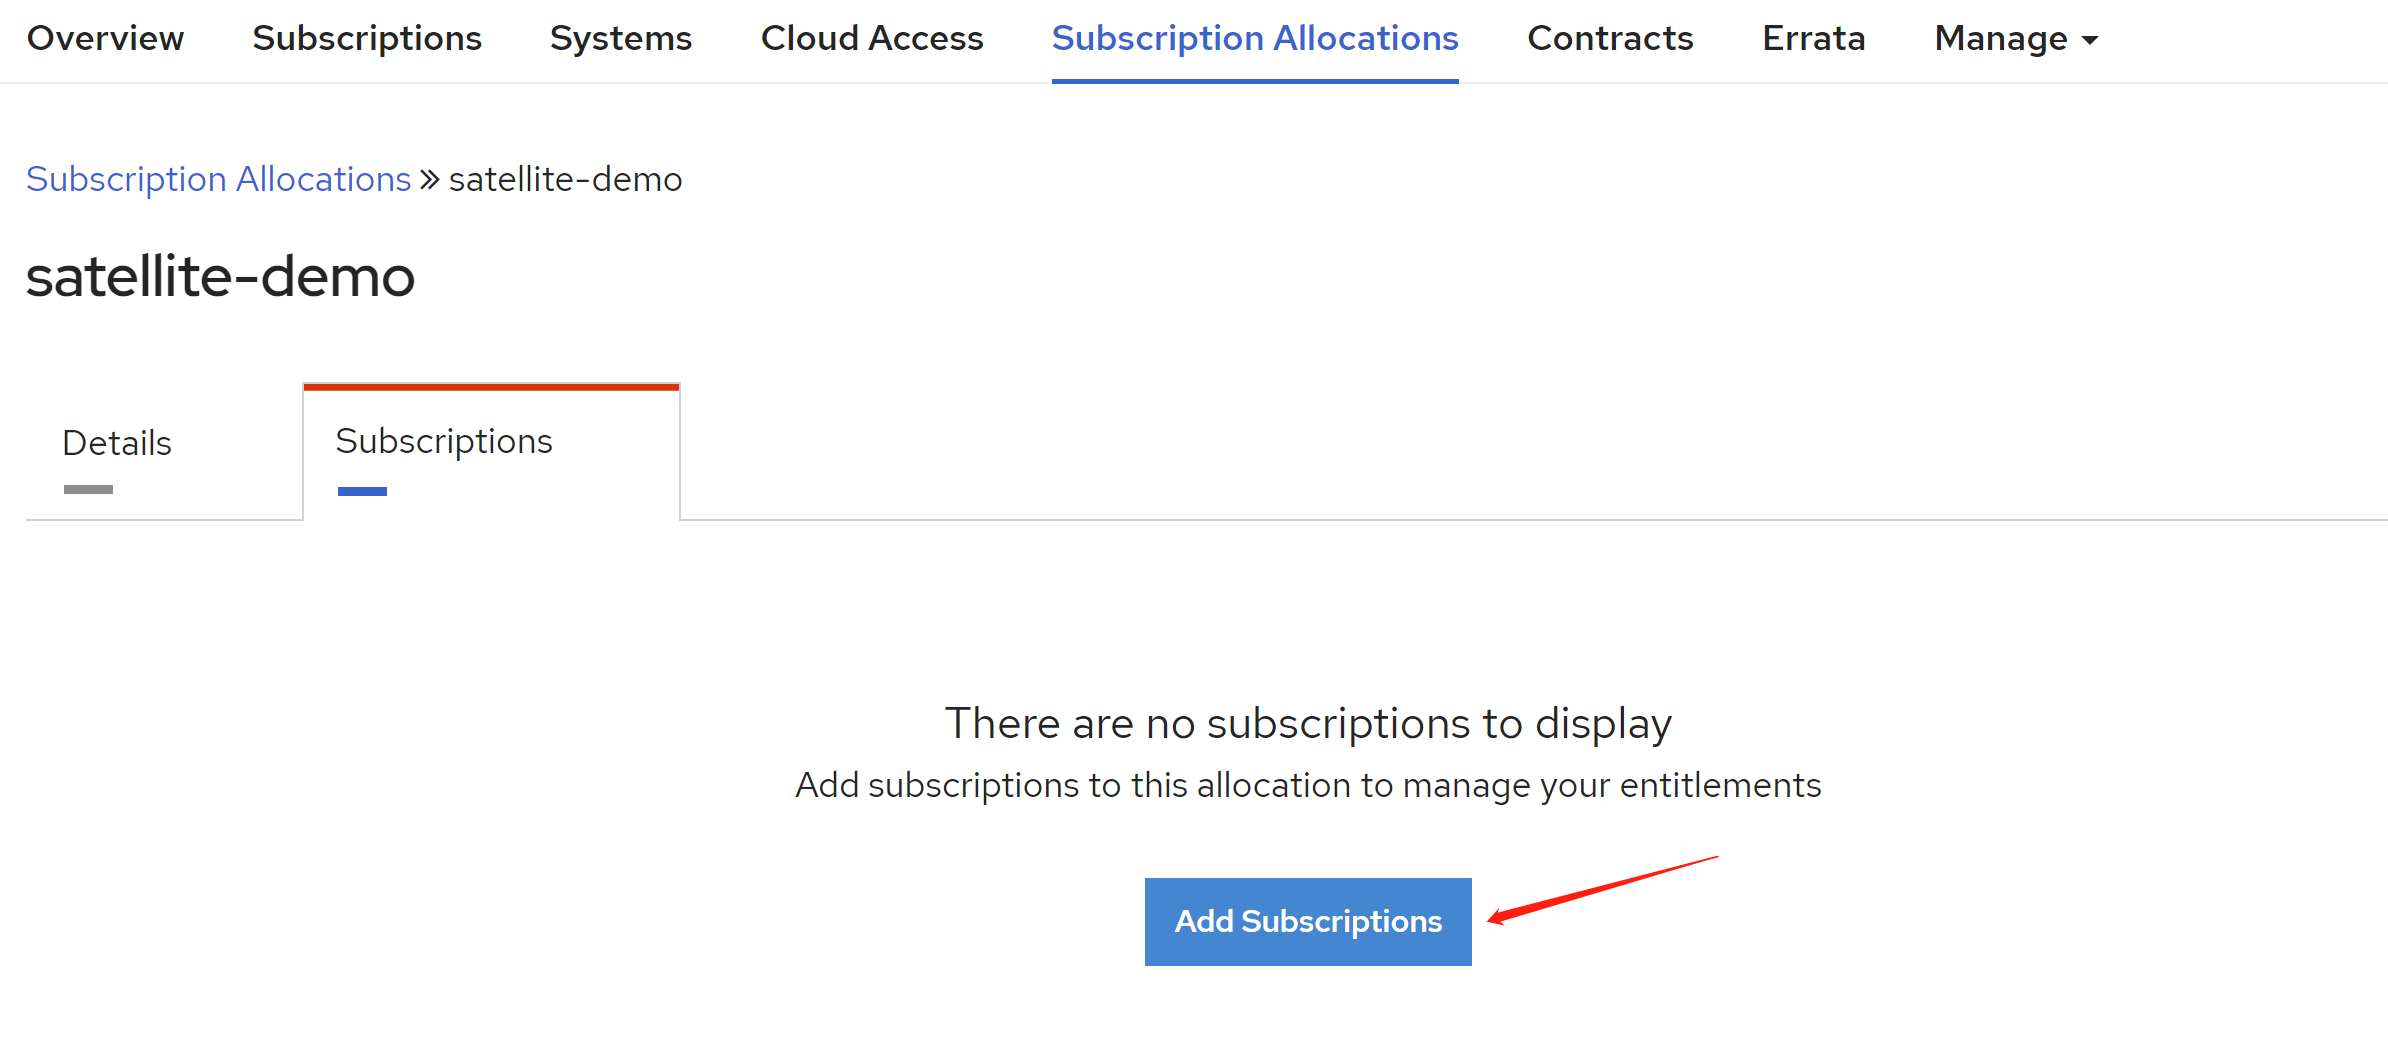 Overview Subscriptions Systems Cloud Access Subscription Allocations Contracts Errata Manage
Subscription Allocations » satellite-demo
satellite-demo
Details Subscriptions
There are no subscriptions to display
Add subscriptions to this allocation to manage your entitlements
Add Subscriptions